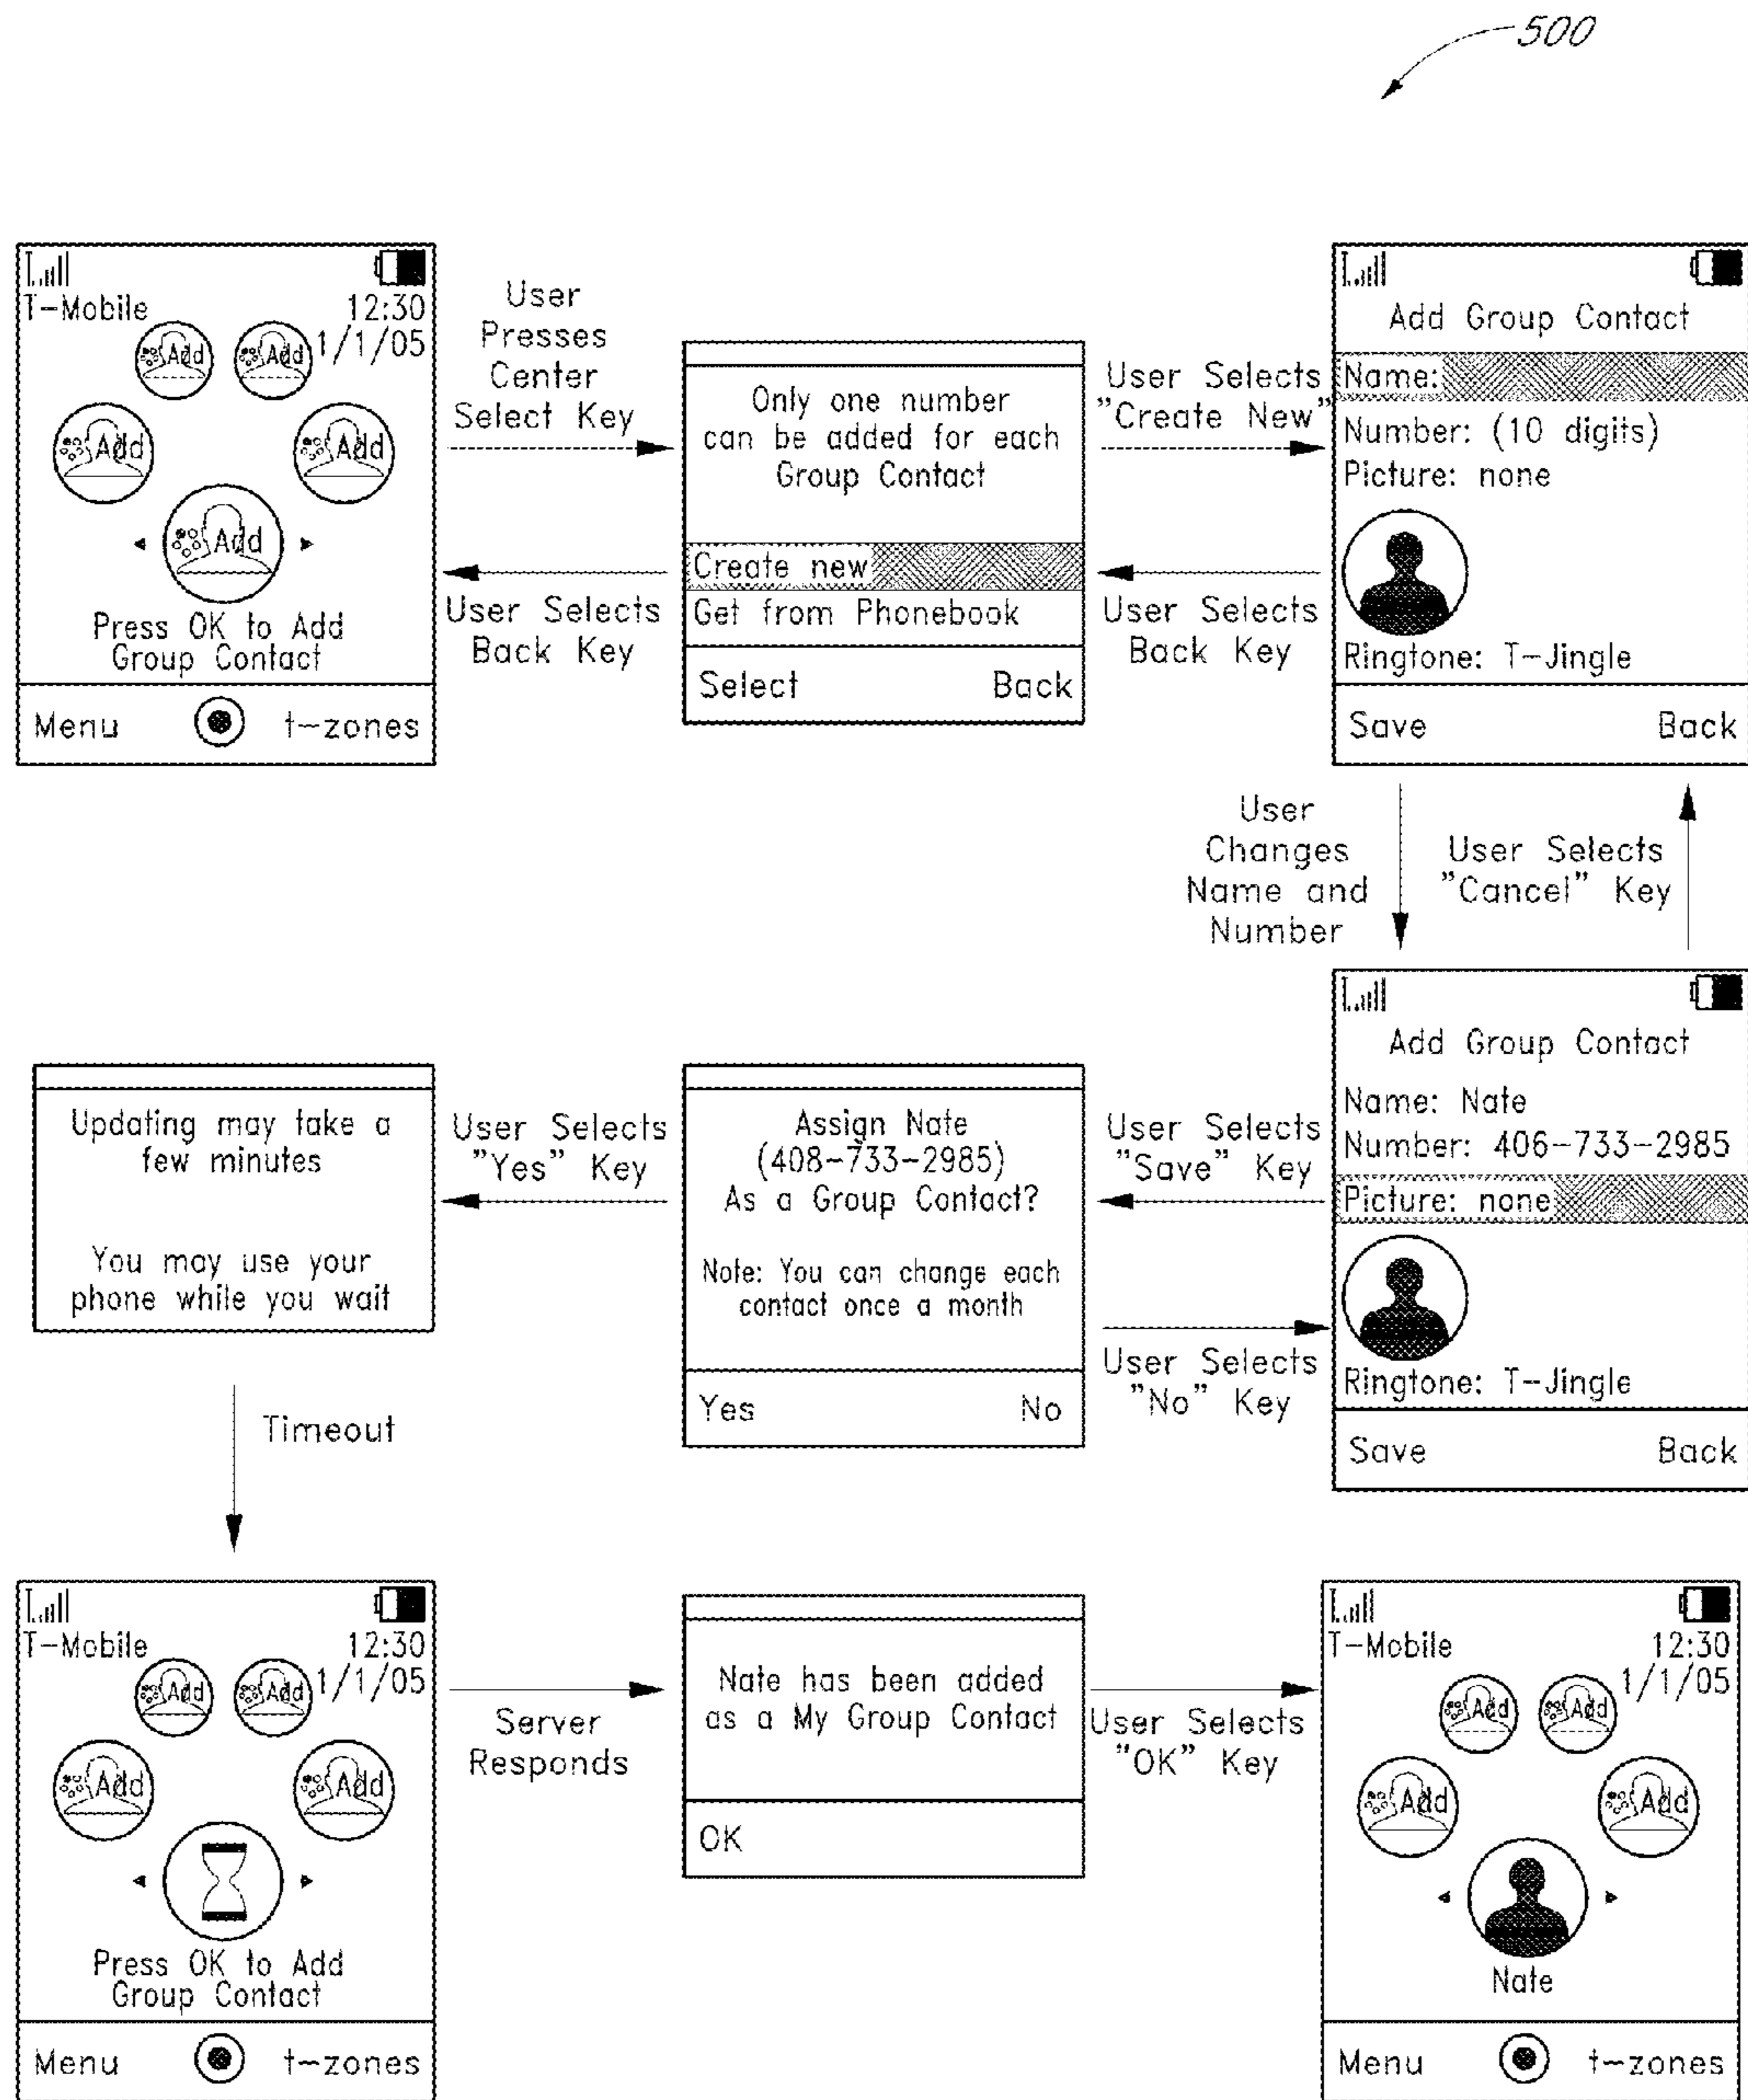 500
T-Mobile 12:30
1/1/05
Add Add
Add Add
Add
Press OK to Add
Group Contact
Menu t-zones
User
Presses
Center
Select Key
User Selects
Back Key
Only one number
can be added for each
Group Contact
Create new
Get from Phonebook
Select Back
User Selects
"Create New"
User Selects
Back Key
Add Group Contact
Name:
Number: (10 digits)
Picture: none
Ringtone: T-Jingle
Save Back
User
Changes
Name and
Number
User Selects
"Cancel" Key
Add Group Contact
Name: Nate
Number: 406-733-2985
Picture: none
Ringtone: T-Jingle
Save Back
User Selects
"Save" Key
User Selects
"No" Key
Assign Nate
(408-733-2985)
As a Group Contact?
Note: You can change each
contact once a month
Yes No
User Selects
"Yes" Key
Updating may take a
few minutes
You may use your
phone while you wait
Timeout
T-Mobile 12:30
1/1/05
Add Add
Add Add
Press OK to Add
Group Contact
Menu t-zones
Server
Responds
Nate has been added
as a My Group Contact
OK
User Selects
"OK" Key
T-Mobile 12:30
1/1/05
Add Add
Add Add
Nate
Menu t-zones